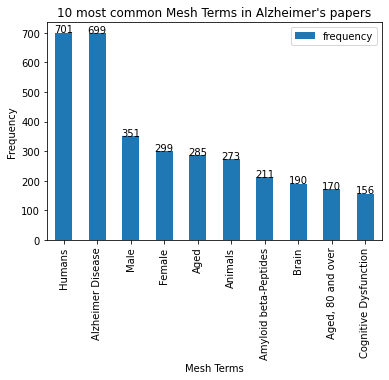 10 most common Mesh Terms in Alzheimer's papers
frequency
Frequency
700
600
500
400
300
200
100
0
701
699
351
299
285
273
211
190
170
156
Humans
Alzheimer Disease
Male
Female
Aged
Animals
Amyloid beta-Peptides
Brain
Aged, 80 and over
Cognitive Dysfunction
Mesh Terms